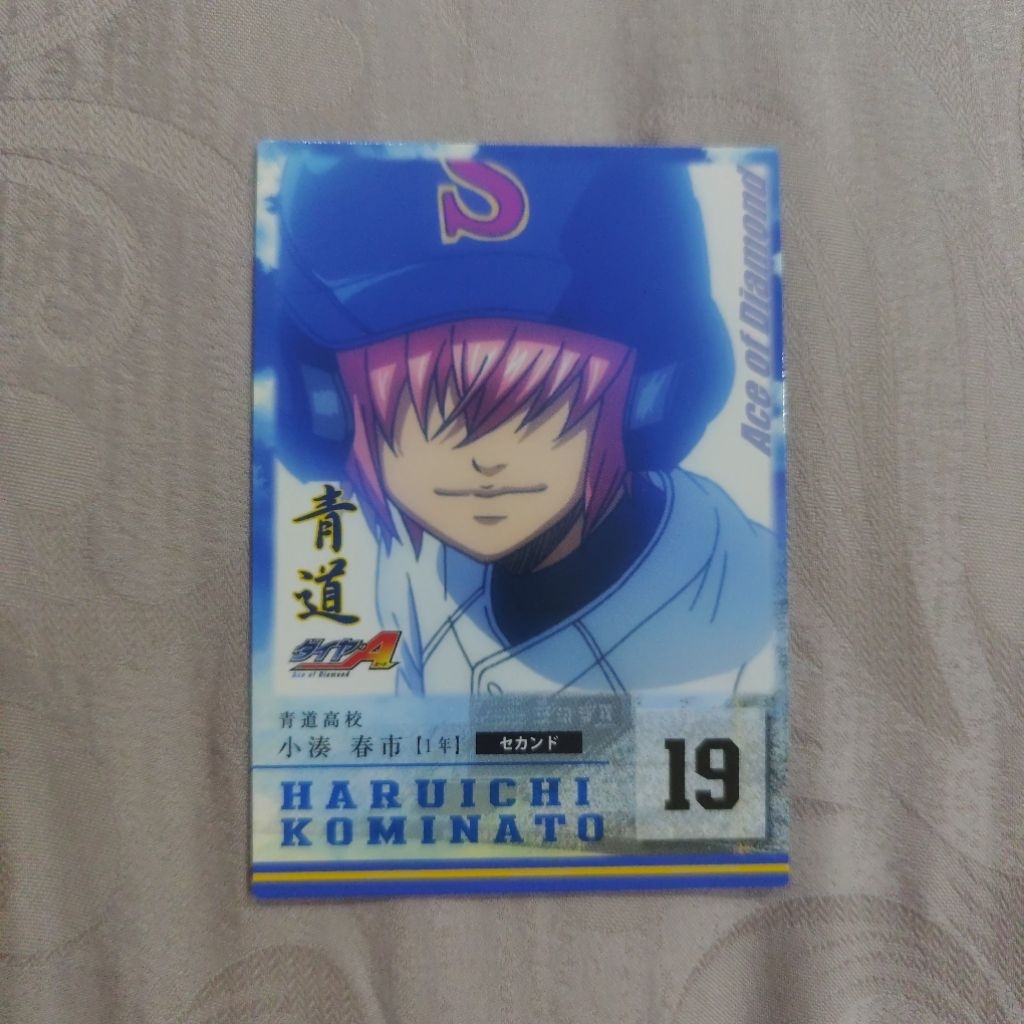 S
Ace of Diamond
青道
ダイヤのA
Ace of Diamond
青道高校
小湊 春市【1年】 セカンド
HARUICHI
KOMINATO
19